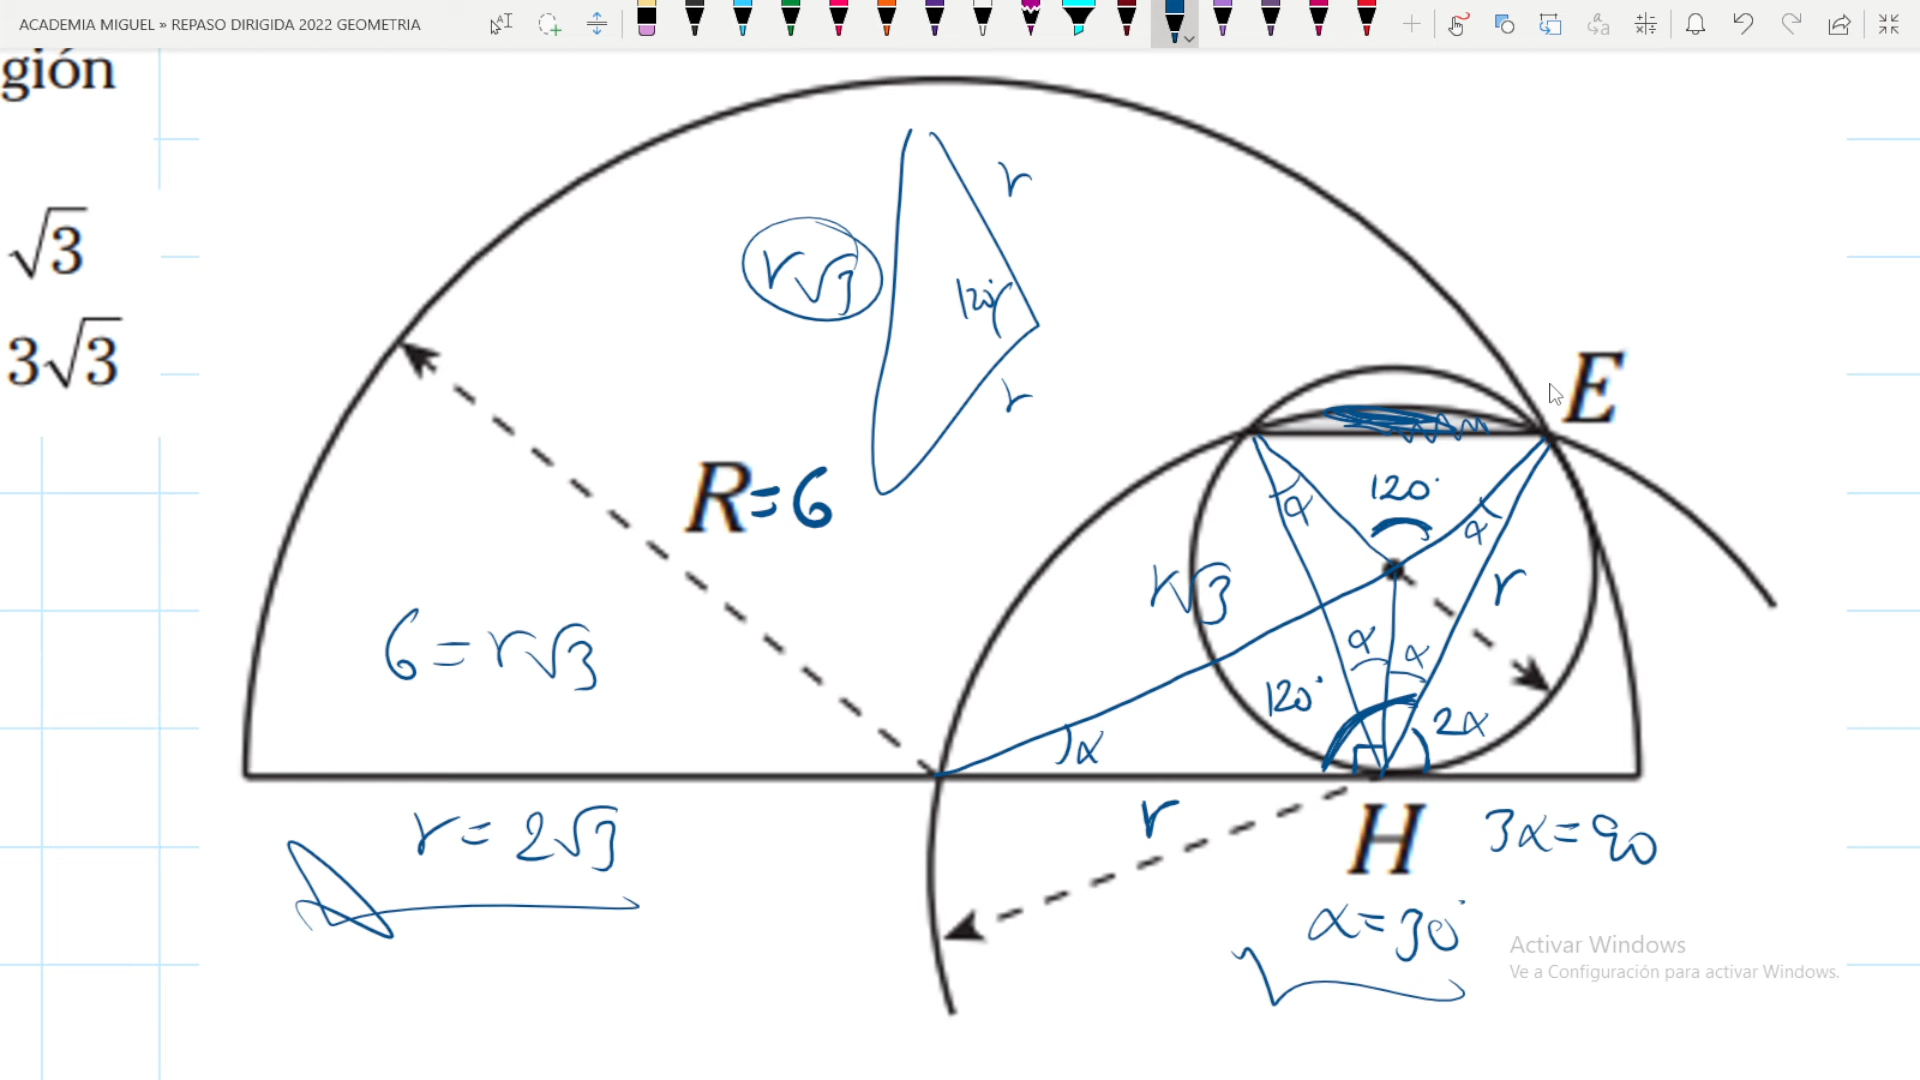 ACADEMIA MIGUEL » REPASO DIRIGIDA 2022 GEOMETRIA
gión
√3
3√3
r
r√3
120°
r
E
R=6
120°
α
α
r√3
r
6=r√3
α
α
120°
2α
α
r
r=2√3
H
3α=90
α=30°
Activar Windows
Ve a Configuración para activar Windows.